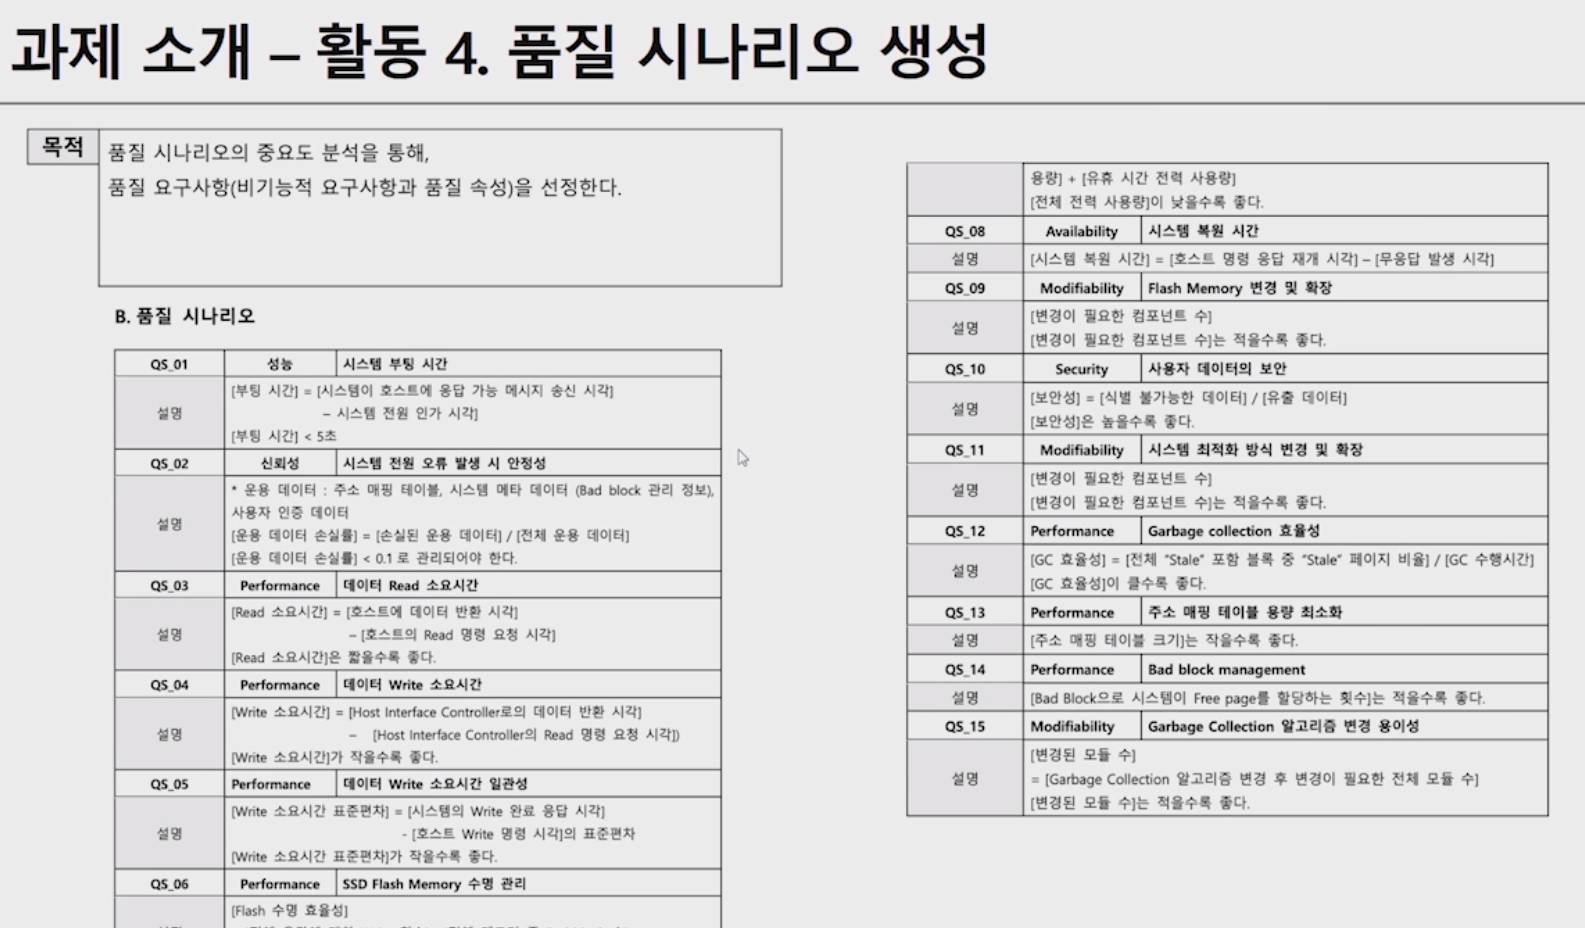 과제 소개 – 활동 4. 품질 시나리오 생성
목적
품질 시나리오의 중요도 분석을 통해,
품질 요구사항(비기능적 요구사항과 품질 속성)을 선정한다.
B. 품질 시나리오
QS_01 성능 시스템 부팅 시간
설명
[부팅 시간] = [시스템이 호스트에 응답 가능 메시지 송신 시각]
– 시스템 전원 인가 시각]
[부팅 시간] < 5초
QS_02 신뢰성 시스템 전원 오류 발생 시 안정성
설명
* 운용 데이터 : 주소 매핑 테이블, 시스템 메타 데이터 (Bad block 관리 정보),
사용자 인증 데이터
[운용 데이터 손실률] = [손실된 운용 데이터] / [전체 운용 데이터]
[운용 데이터 손실률] < 0.1 로 관리되어야 한다.
QS_03 Performance 데이터 Read 소요시간
설명
[Read 소요시간] = [호스트에 데이터 반환 시각]
– [호스트의 Read 명령 요청 시각]
[Read 소요시간]은 짧을수록 좋다.
QS_04 Performance 데이터 Write 소요시간
설명
[Write 소요시간] = [Host Interface Controller로의 데이터 반환 시각]
– [Host Interface Controller의 Read 명령 요청 시각])
[Write 소요시간]가 작을수록 좋다.
QS_05 Performance 데이터 Write 소요시간 일관성
설명
[Write 소요시간 표준편차] = [시스템의 Write 완료 응답 시각]
- [호스트 Write 명령 시각]의 표준편차
[Write 소요시간 표준편차]가 작을수록 좋다.
QS_06 Performance SSD Flash Memory 수명 관리
[Flash 수명 효율성]
용량] + [유휴 시간 전력 사용량]
[전체 전력 사용량]이 낮을수록 좋다.
QS_08 Availability 시스템 복원 시간
설명 [시스템 복원 시간] = [호스트 명령 응답 재개 시각] – [무응답 발생 시각]
QS_09 Modifiability Flash Memory 변경 및 확장
설명
[변경이 필요한 컴포넌트 수]
[변경이 필요한 컴포넌트 수]는 적을수록 좋다.
QS_10 Security 사용자 데이터의 보안
설명
[보안성] = [식별 불가능한 데이터] / [유출 데이터]
[보안성]은 높을수록 좋다.
QS_11 Modifiability 시스템 최적화 방식 변경 및 확장
설명
[변경이 필요한 컴포넌트 수]
[변경이 필요한 컴포넌트 수]는 적을수록 좋다.
QS_12 Performance Garbage collection 효율성
설명
[GC 효율성] = [전체 “Stale” 포함 블록 중 “Stale” 페이지 비율] / [GC 수행시간]
[GC 효율성]이 클수록 좋다.
QS_13 Performance 주소 매핑 테이블 용량 최소화
설명 [주소 매핑 테이블 크기]는 작을수록 좋다.
QS_14 Performance Bad block management
설명 [Bad Block으로 시스템이 Free page를 할당하는 횟수]는 적을수록 좋다.
QS_15 Modifiability Garbage Collection 알고리즘 변경 용이성
설명
[변경된 모듈 수]
= [Garbage Collection 알고리즘 변경 후 변경이 필요한 전체 모듈 수]
[변경된 모듈 수]는 적을수록 좋다.